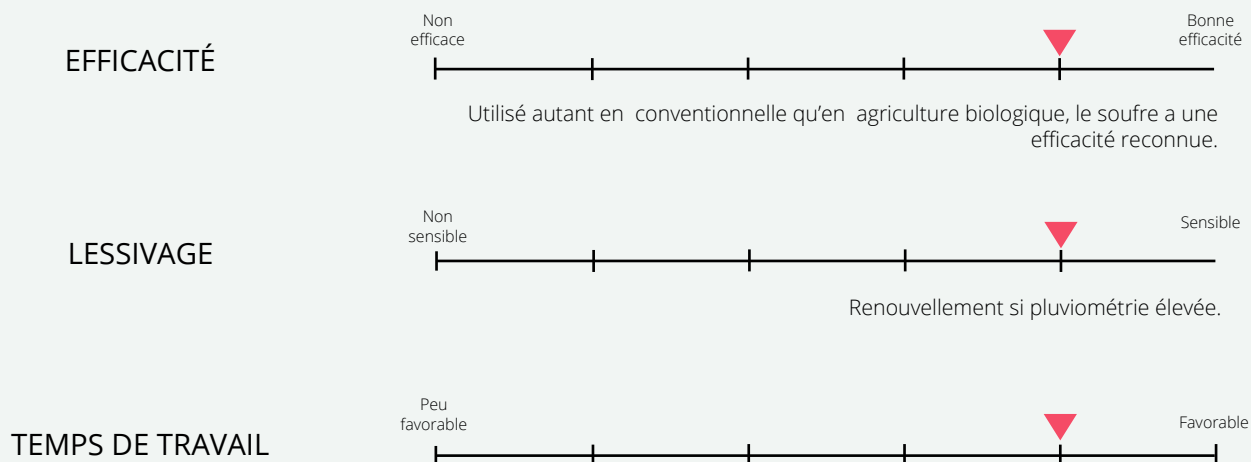 Non
efficace
Bonne
efficacité
EFFICACITÉ
Utilisé autant en conventionnelle qu'en agriculture biologique, le soufre a une
efficacité reconnue.
Non
sensible
Sensible
LESSIVAGE
Renouvellement si pluviométrie élevée.
Peu
favorable
Favorable
TEMPS DE TRAVAIL